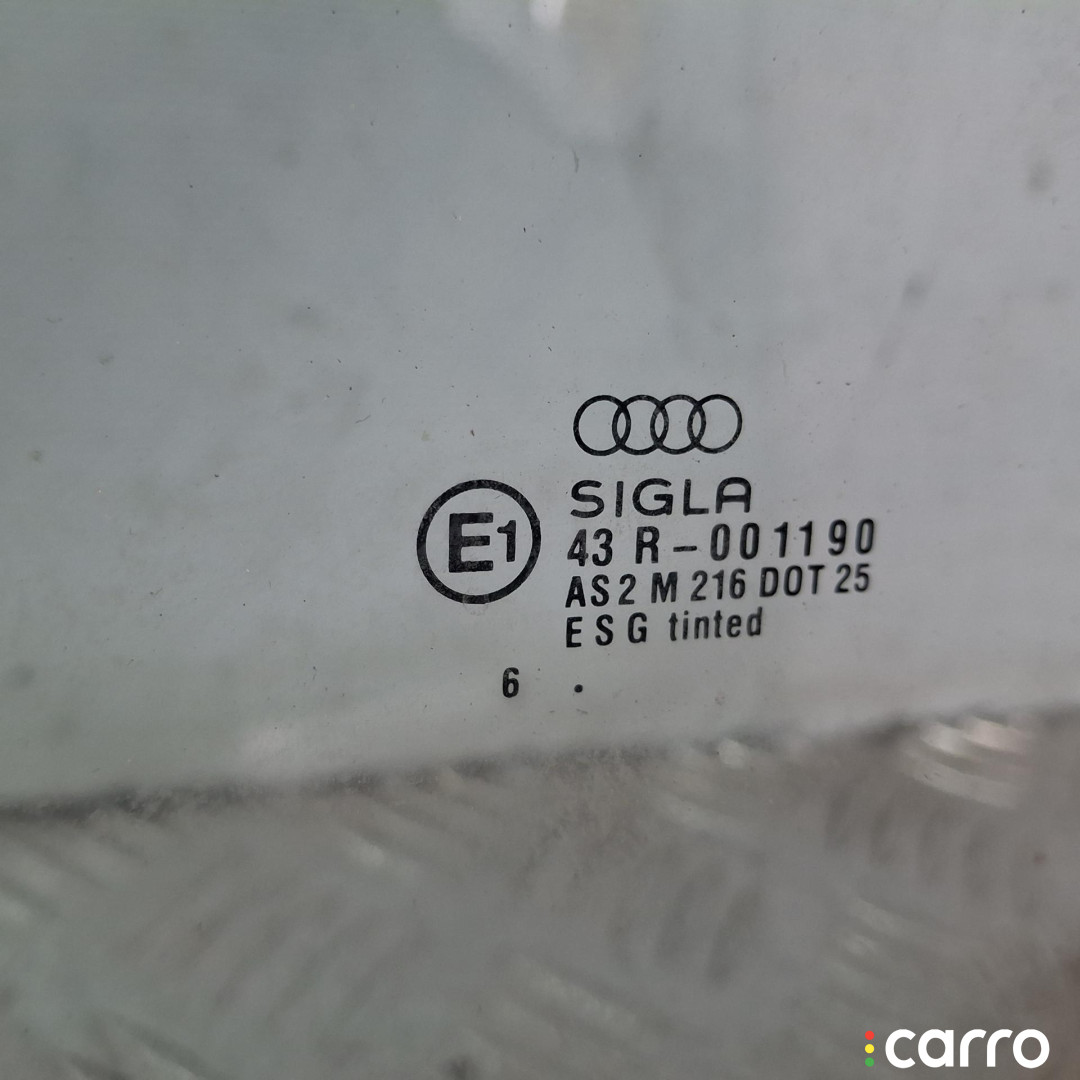 SIGLA
E1
43 R-001190
AS2 M 216 DOT 25
ESG tinted
6 .
carro